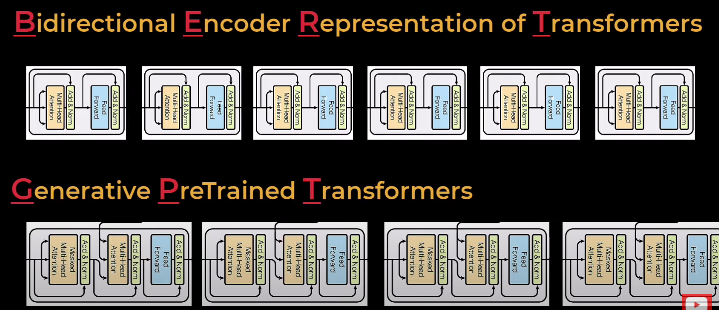 Bidirectional Encoder Representation of Transformers
Multi-Head Attention Add & Norm Feed Forward Add & Norm
Multi-Head Attention Add & Norm Feed Forward Add & Norm
Multi-Head Attention Add & Norm Feed Forward Add & Norm
Multi-Head Attention Add & Norm Feed Forward Add & Norm
Multi-Head Attention Add & Norm Feed Forward Add & Norm
Multi-Head Attention Add & Norm Feed Forward Add & Norm
Generative PreTrained Transformers
Masked Multi-Head Attention Add & Norm Multi-Head Attention Add & Norm Feed Forward Add & Norm
Masked Multi-Head Attention Add & Norm Multi-Head Attention Add & Norm Feed Forward Add & Norm
Masked Multi-Head Attention Add & Norm Multi-Head Attention Add & Norm Feed Forward Add & Norm
Masked Multi-Head Attention Add & Norm Multi-Head Attention Add & Norm Feed Forward Add & Norm